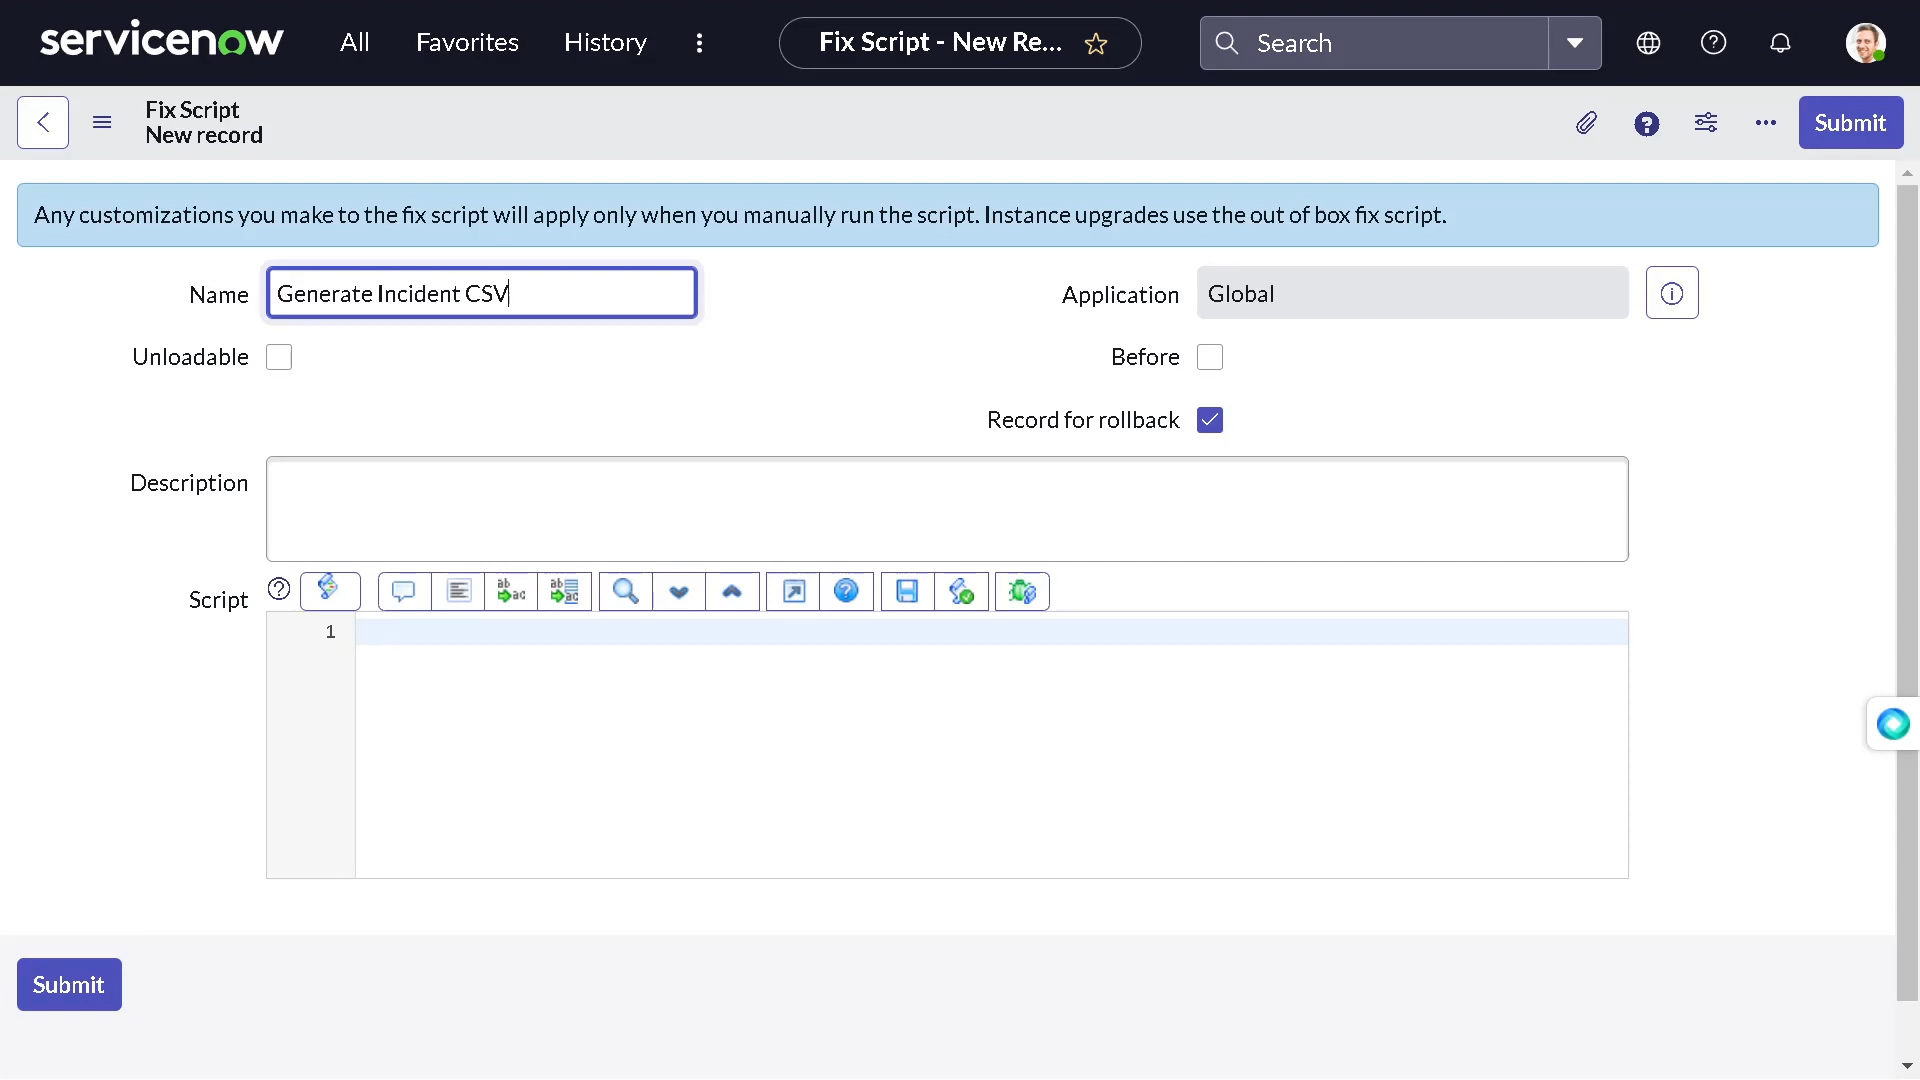 servicenow
All
Favorites
History
Fix Script - New Re...
Search
Fix Script
New record
Submit
Any customizations you make to the fix script will apply only when you manually run the script. Instance upgrades use the out of box fix script.
Name
Generate Incident CSV
Application
Global
Unloadable
Before
Record for rollback
Description
Script
1
Submit